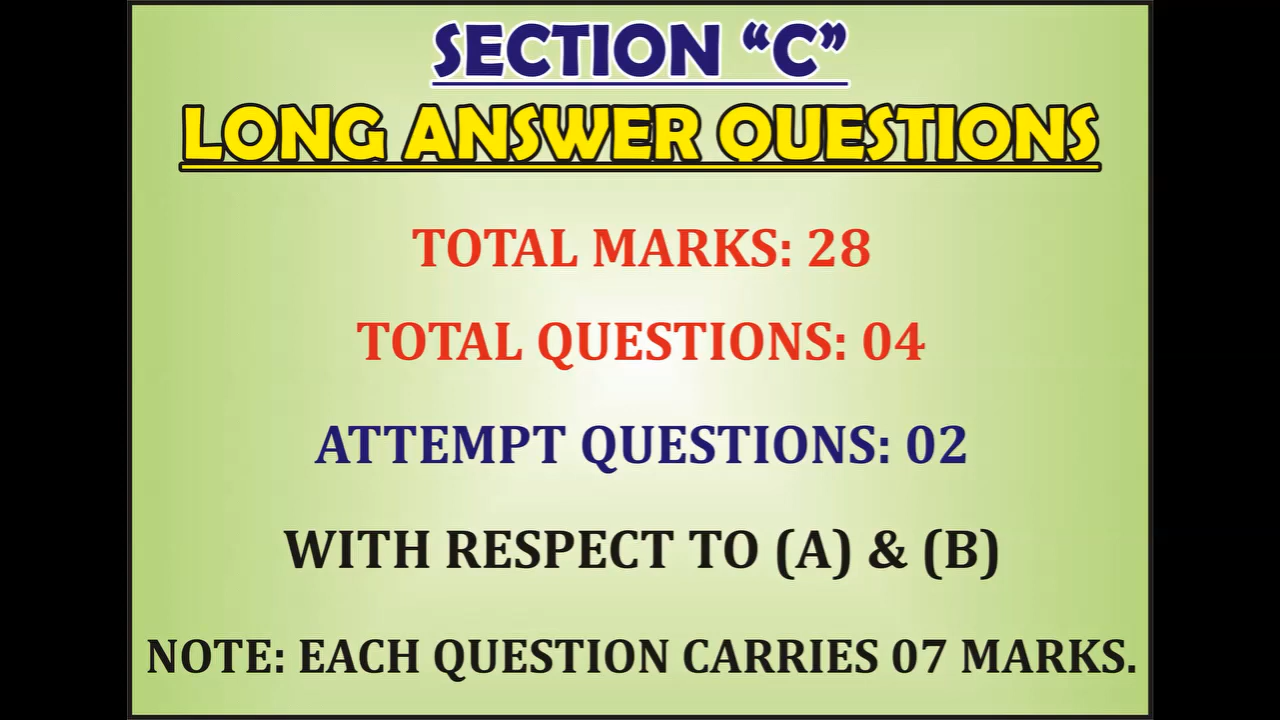 SECTION “C”
LONG ANSWER QUESTIONS
TOTAL MARKS: 28
TOTAL QUESTIONS: 04
ATTEMPT QUESTIONS: 02
WITH RESPECT TO (A) & (B)
NOTE: EACH QUESTION CARRIES 07 MARKS.